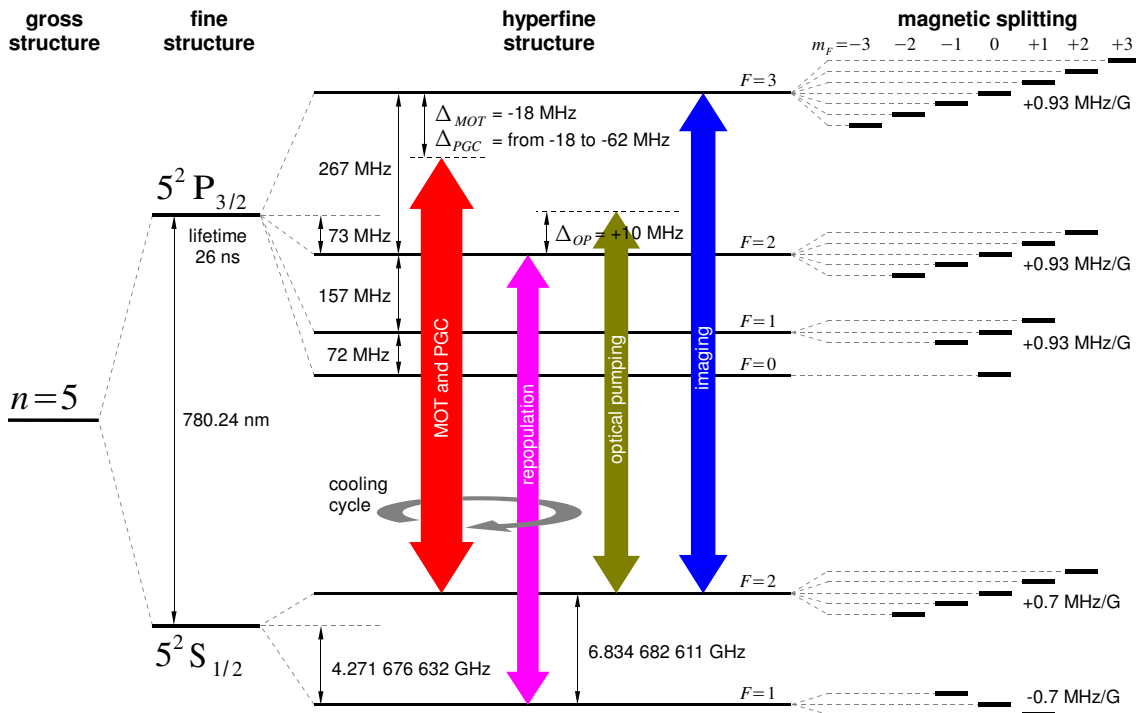 gross
structure
fine
structure
hyperfine
structure
magnetic splitting
m_F=−3 −2 −1 0 +1 +2 +3
F=3
+0.93 MHz/G
Δ_MOT = -18 MHz
Δ_PGC = from -18 to -62 MHz
267 MHz
5² P_3/2
lifetime
26 ns
73 MHz
Δ_OP = +10 MHz
F=2
+0.93 MHz/G
157 MHz
F=1
+0.93 MHz/G
72 MHz
F=0
n=5
780.24 nm
MOT and PGC
repopulation
optical pumping
imaging
cooling
cycle
F=2
+0.7 MHz/G
5² S_1/2
4.271 676 632 GHz
6.834 682 611 GHz
F=1
-0.7 MHz/G